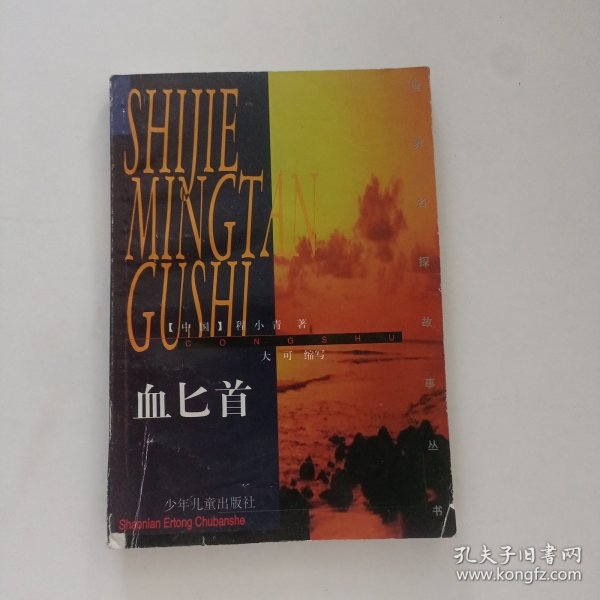 SHIJIE
MINGTAN
GUSHI
【中国】程小青 著
CONGSHU
大可 缩写
血匕首
少年儿童出版社
Shaonian Ertong Chubanshe
世界名探故事丛书
孔夫子旧书网
www.kongfz.com